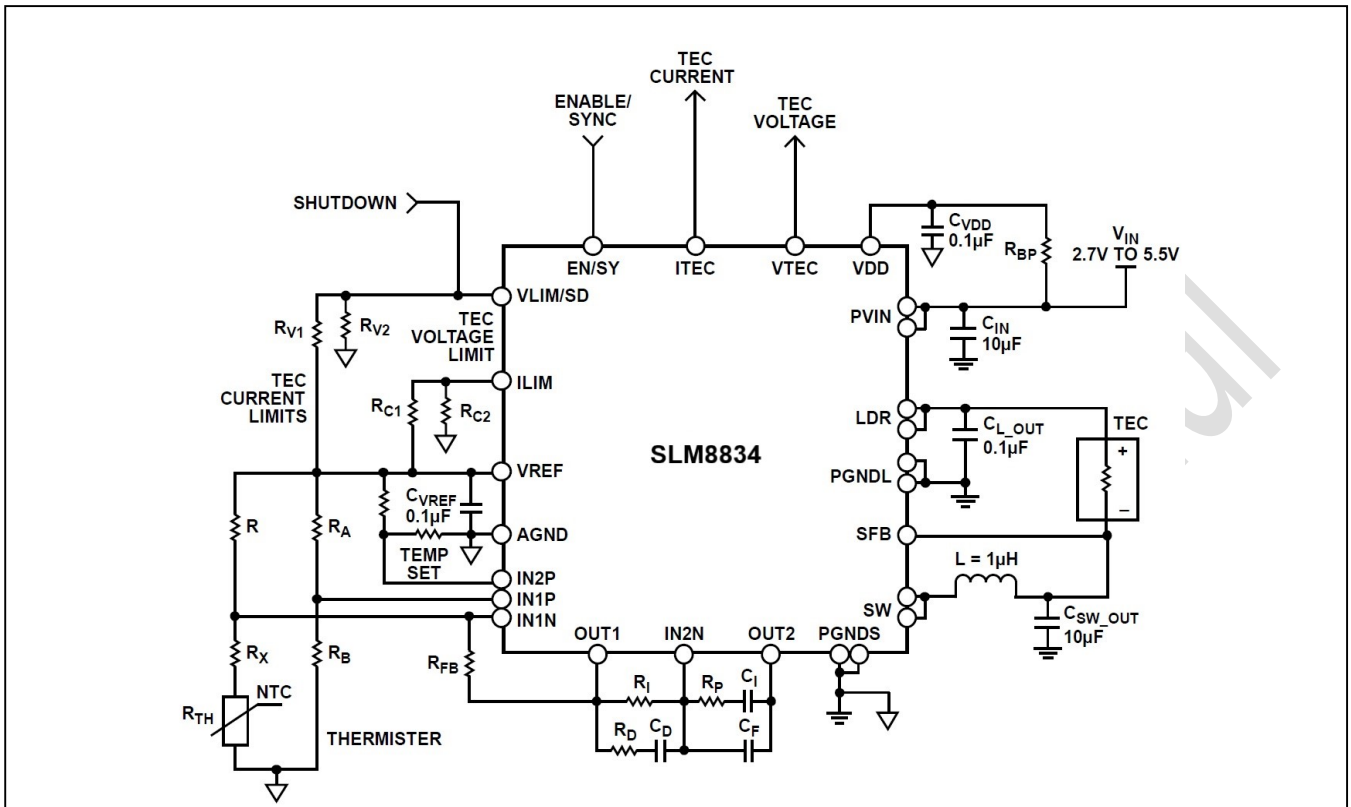 TEC
CURRENT
ENABLE/
SYNC
TEC
VOLTAGE
SHUTDOWN
CVDD
0.1µF
RBP
VIN
2.7V TO 5.5V
EN/SY
ITEC
VTEC
VDD
VLIM/SD
RV1
RV2
TEC
VOLTAGE
LIMIT
PVIN
CIN
10µF
TEC
CURRENT
LIMITS
ILIM
RC1
RC2
LDR
CL_OUT
0.1µF
TEC
+
–
SLM8834
VREF
PGNDL
CVREF
0.1µF
R
RA
AGND
TEMP
SET
SFB
IN2P
IN1P
IN1N
L = 1µH
SW
CSW_OUT
10µF
OUT1
IN2N
OUT2
PGNDS
RX
RB
RFB
RI
RP
CI
RD
CD
CF
NTC
RTH
THERMISTER